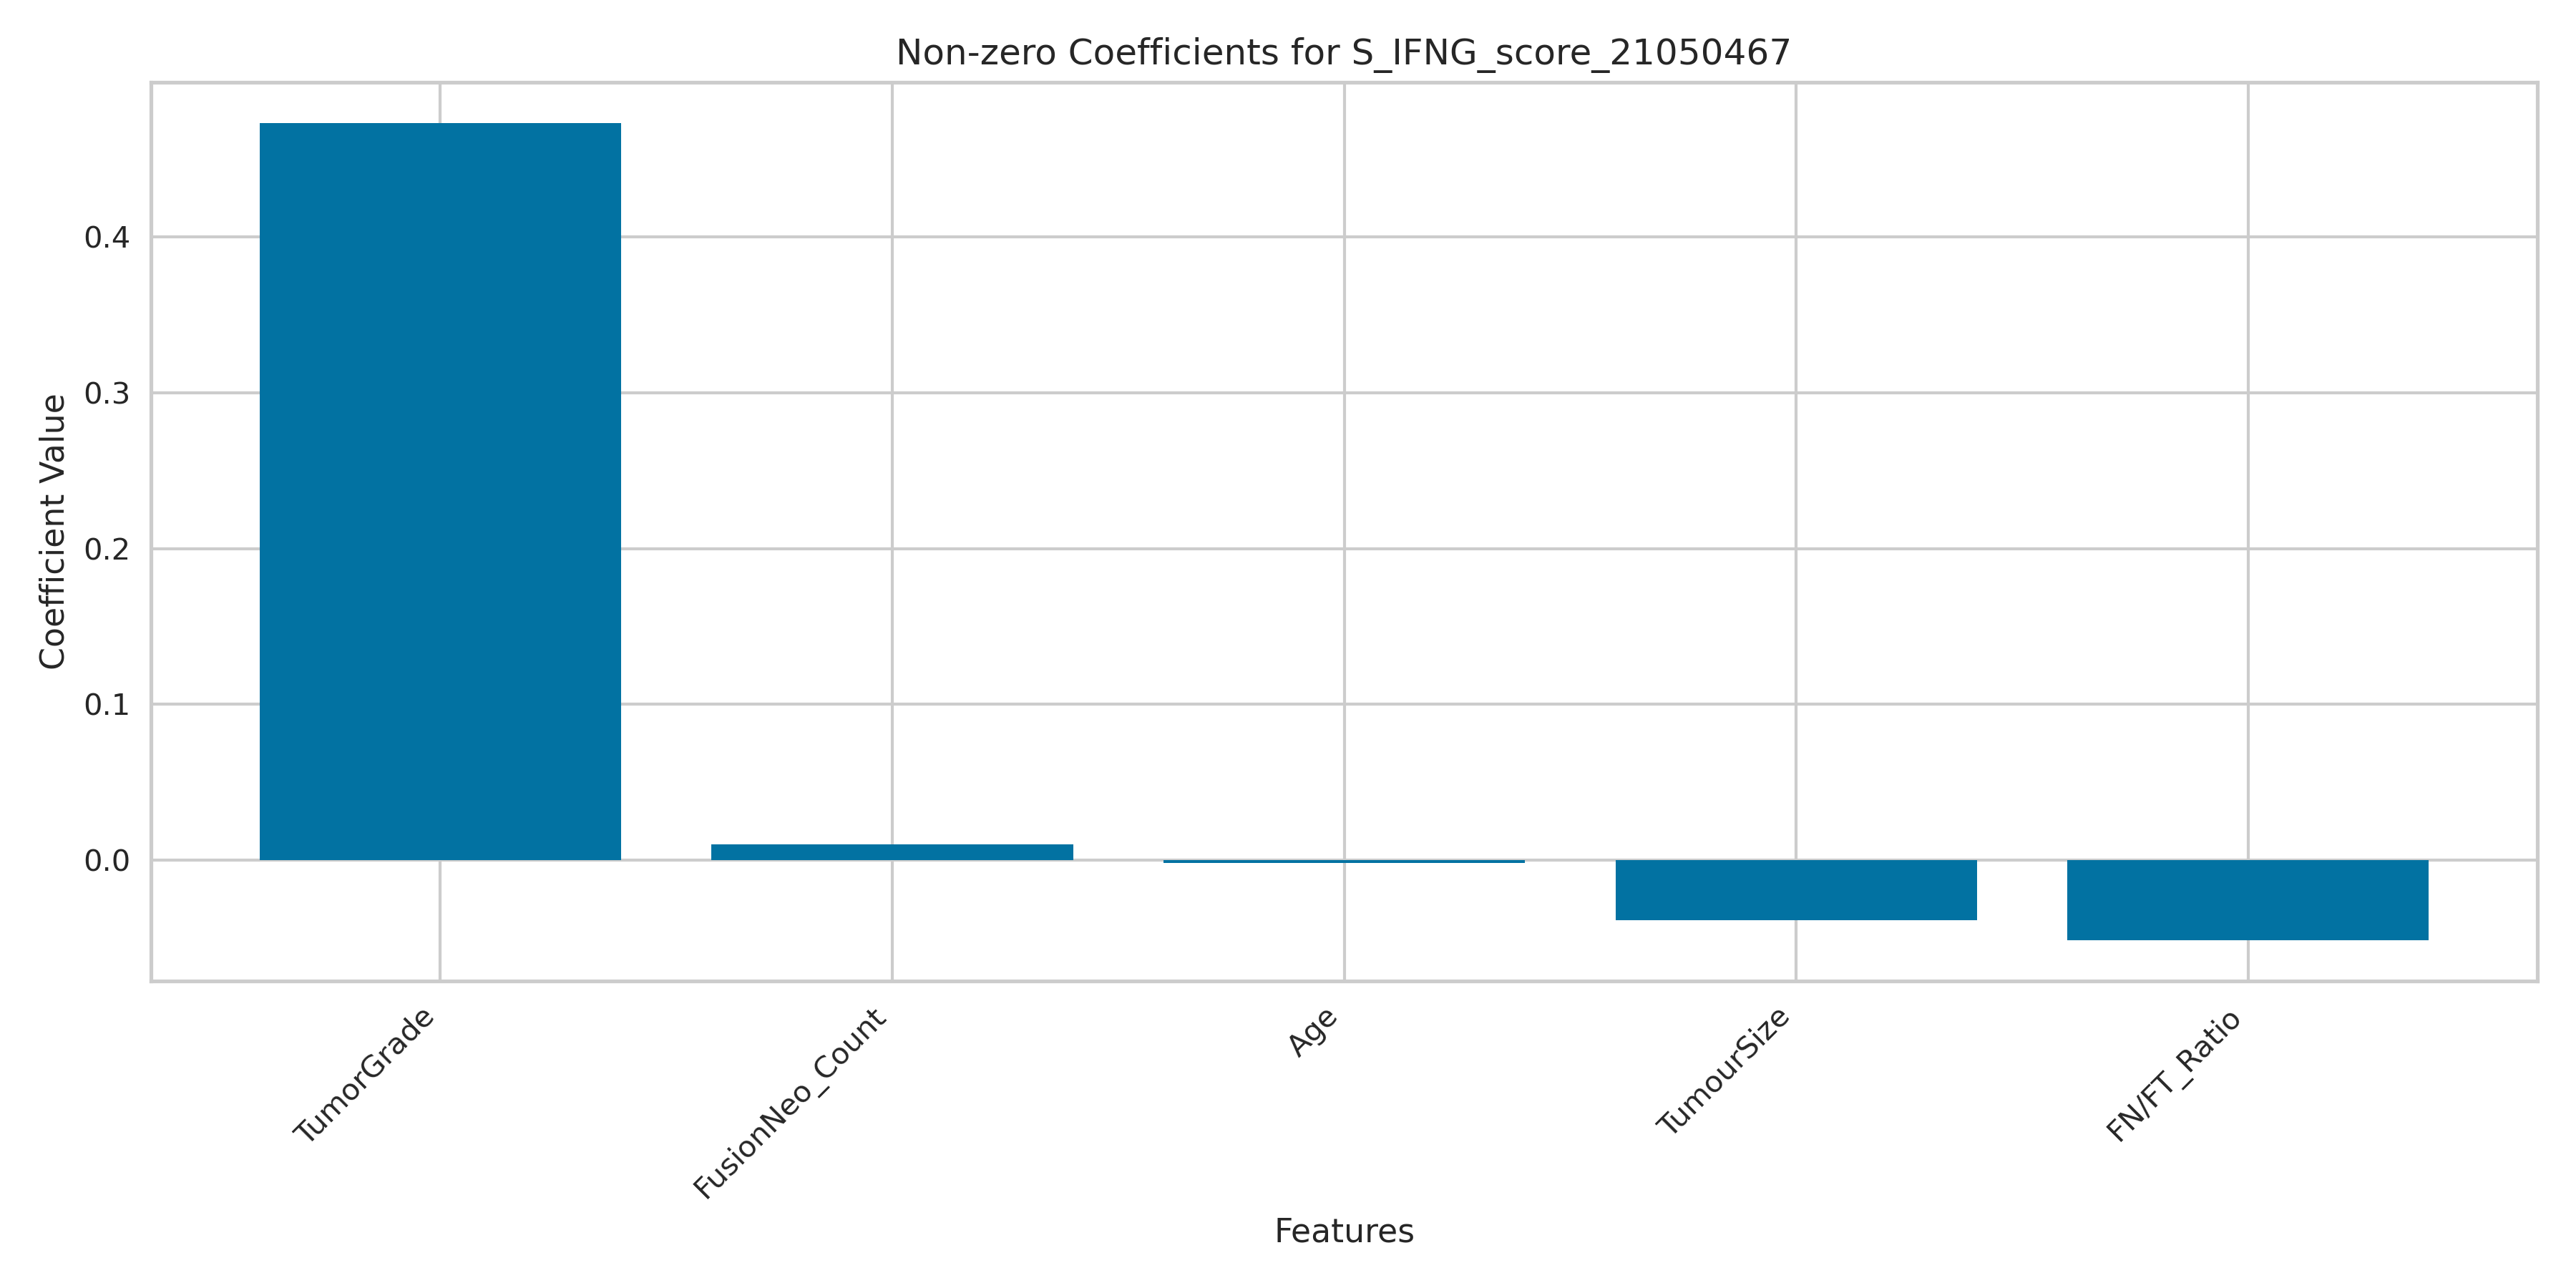 Non-zero Coefficients for S_IFNG_score_21050467
Coefficient Value
0.4
0.3
0.2
0.1
0.0
TumorGrade
FusionNeo_Count
Age
TumourSize
FN/FT_Ratio
Features